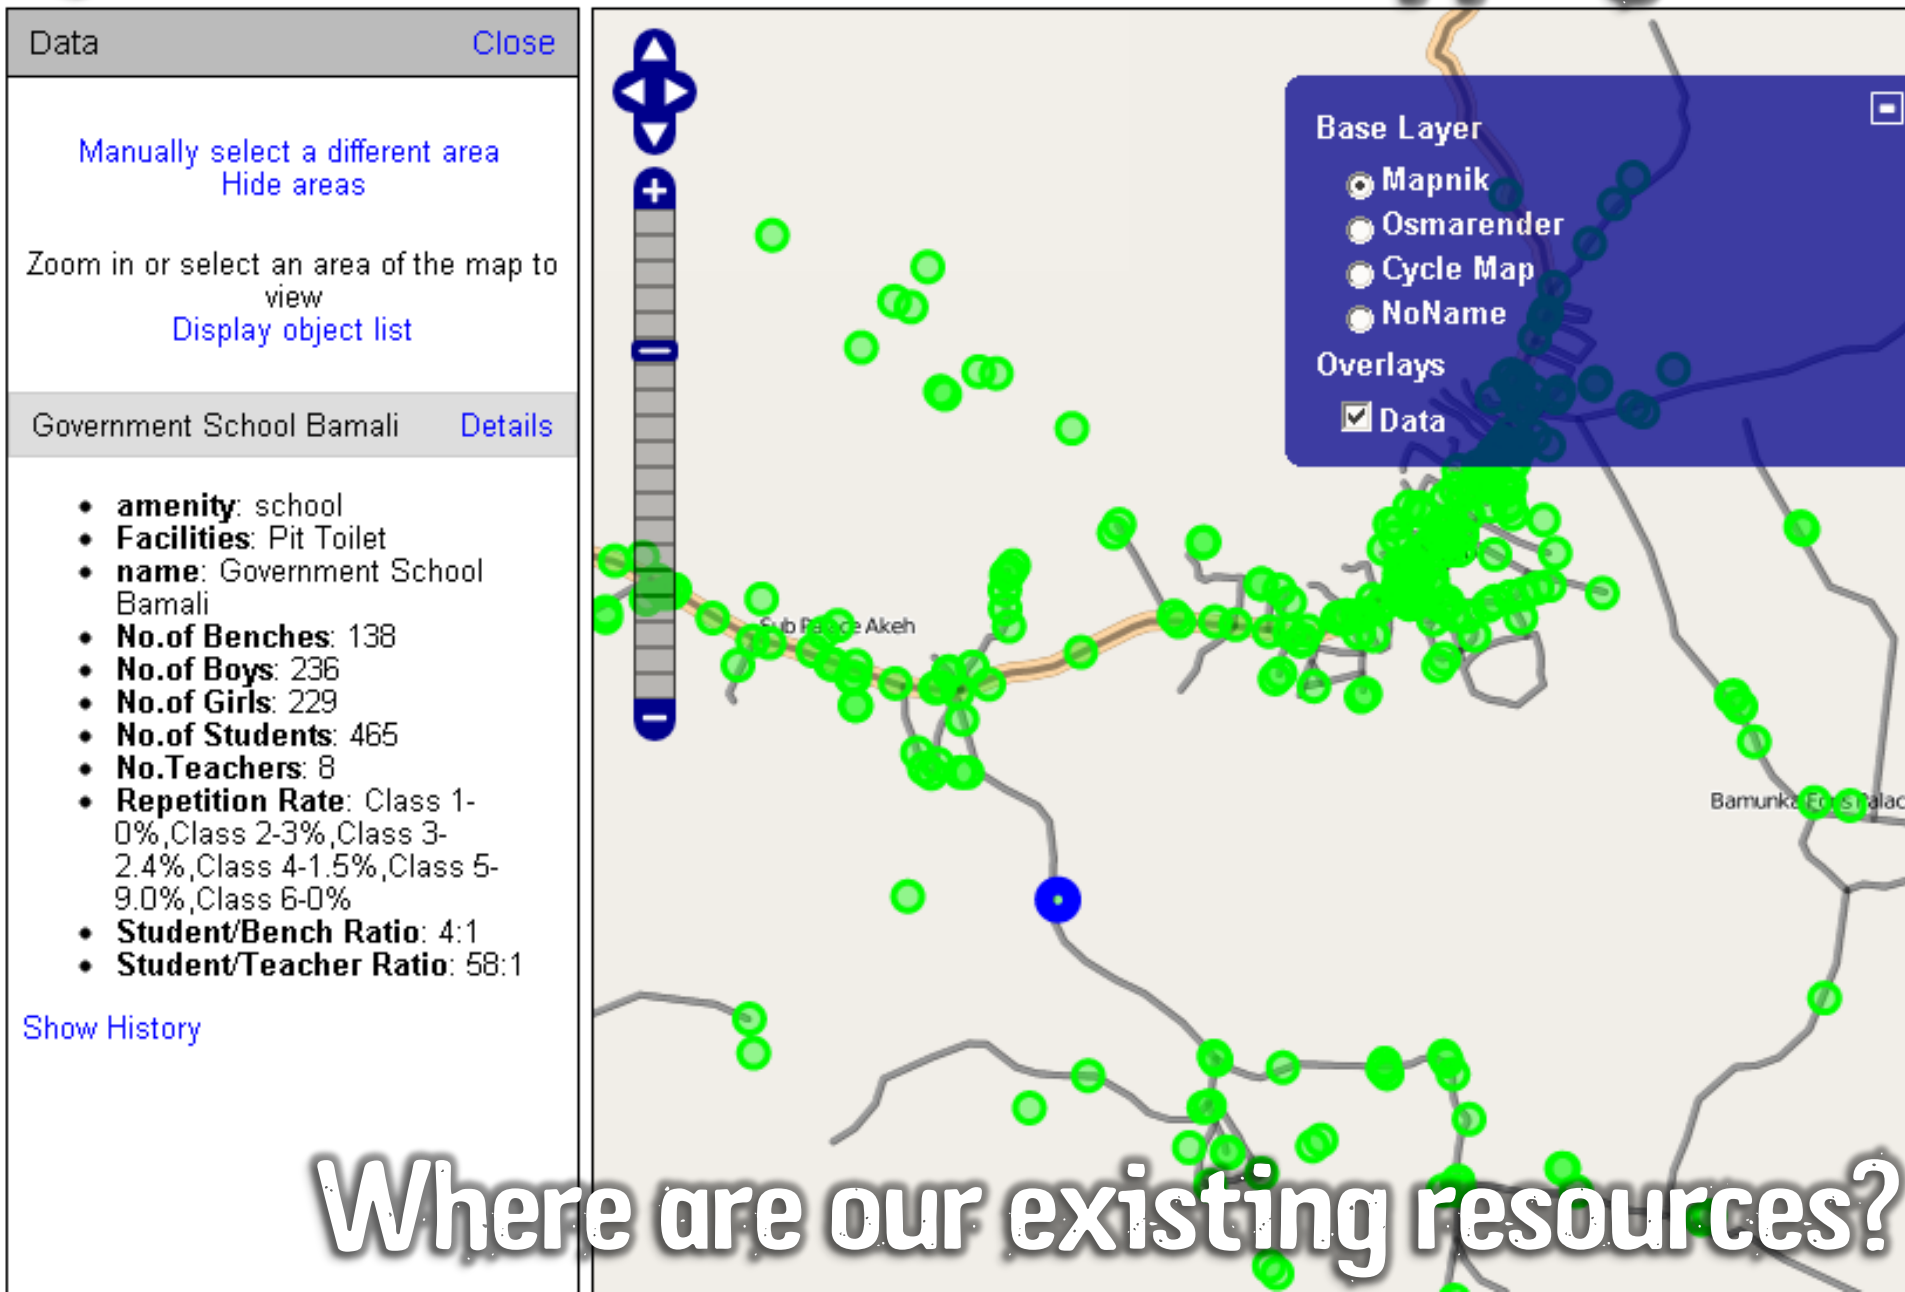 Data Close
Manually select a different area
Hide areas
Zoom in or select an area of the map to
view
Display object list
Government School Bamali Details
amenity: school
Facilities: Pit Toilet
name: Government School
Bamali
No.of Benches: 138
No.of Boys: 236
No.of Girls: 229
No.of Students: 465
No.Teachers: 8
Repetition Rate: Class 1-
0%,Class 2-3%,Class 3-
2.4%,Class 4-1.5%,Class 5-
9.0%,Class 6-0%
Student/Bench Ratio: 4:1
Student/Teacher Ratio: 58:1
Show History
Base Layer
Mapnik
Osmarender
Cycle Map
NoName
Overlays
Data
Sub Palace Akeh
Bamunka Fons Palac
Where are our existing resources?